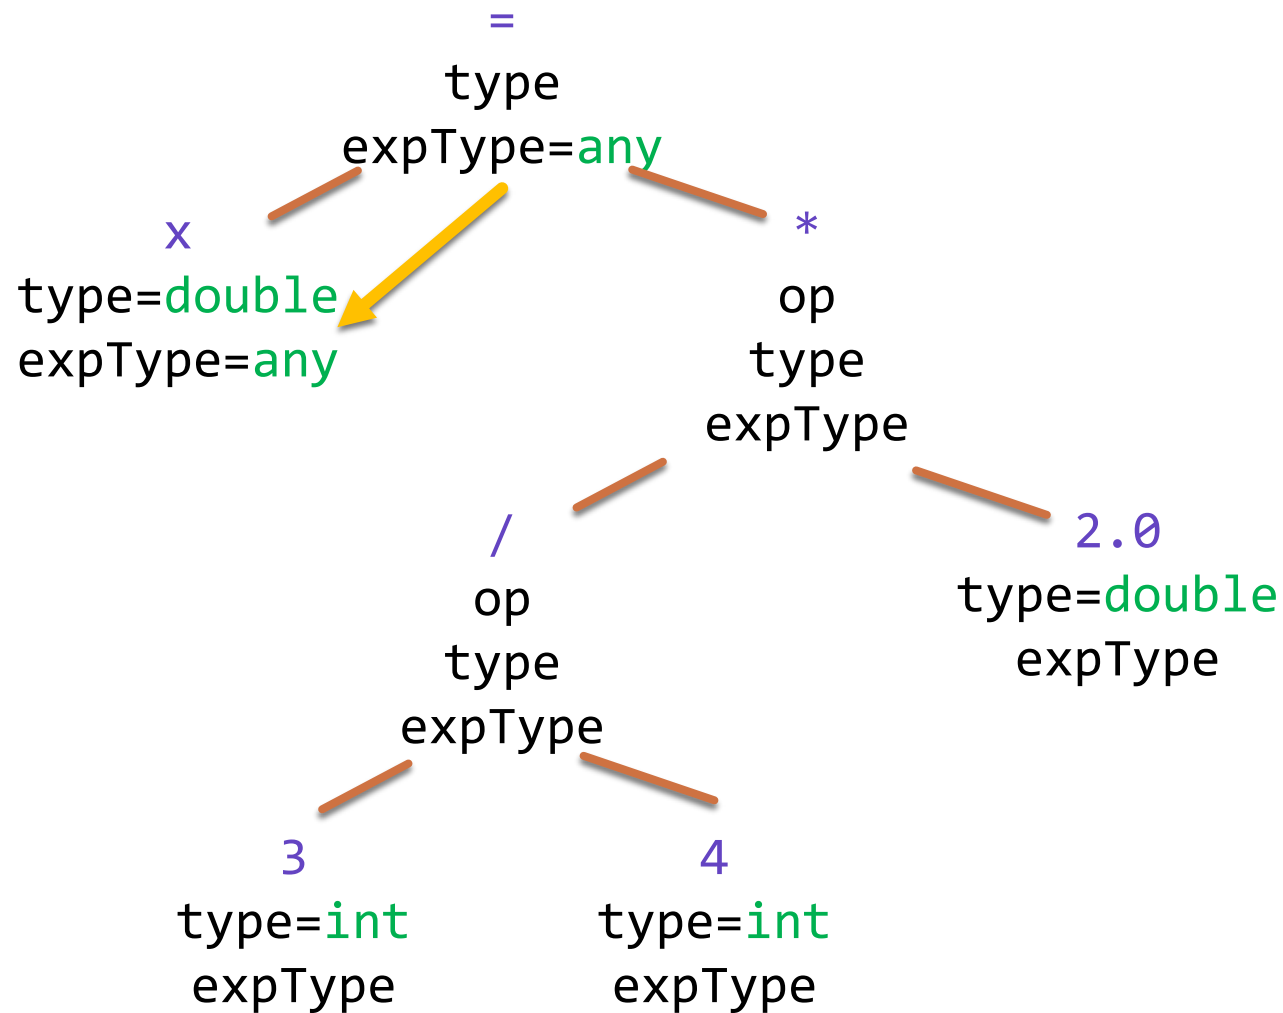 =
type
expType=any
x
type=double
expType=any
*
op
type
expType
/
op
type
expType
2.0
type=double
expType
3
type=int
expType
4
type=int
expType